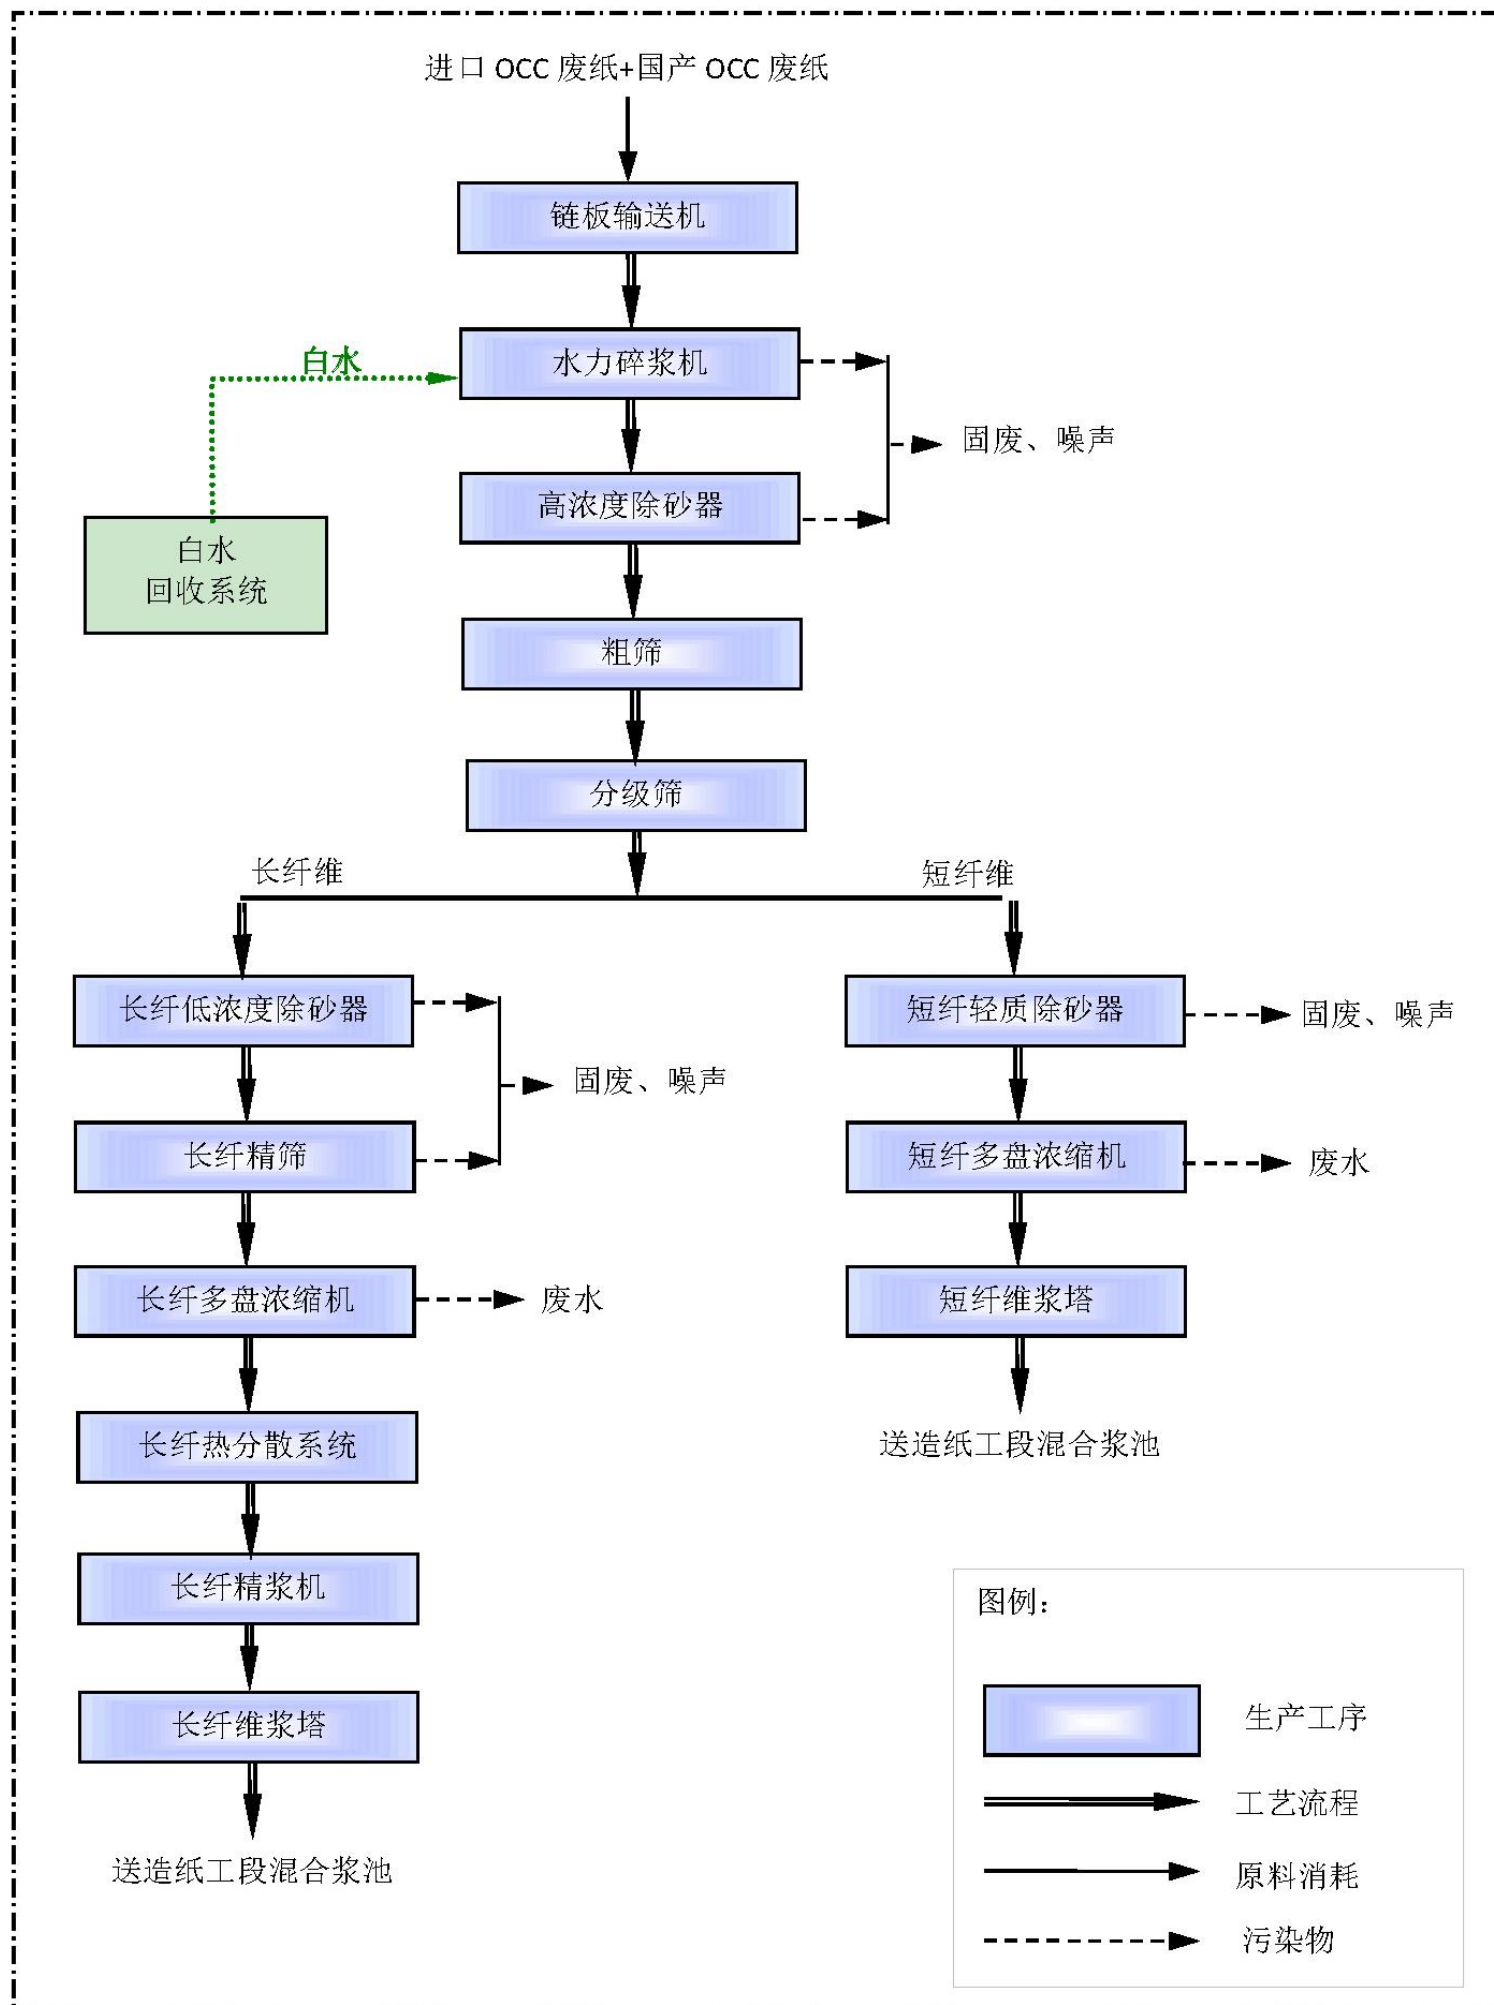 进口 OCC 废纸+国产 OCC 废纸
链板输送机
白水
水力碎浆机
固废、噪声
高浓度除砂器
白水
回收系统
粗筛
分级筛
长纤维
短纤维
长纤低浓度除砂器
固废、噪声
长纤精筛
长纤多盘浓缩机
废水
长纤热分散系统
长纤精浆机
长纤维浆塔
送造纸工段混合浆池
短纤轻质除砂器
固废、噪声
短纤多盘浓缩机
废水
短纤维浆塔
送造纸工段混合浆池
图例：
生产工序
工艺流程
原料消耗
污染物